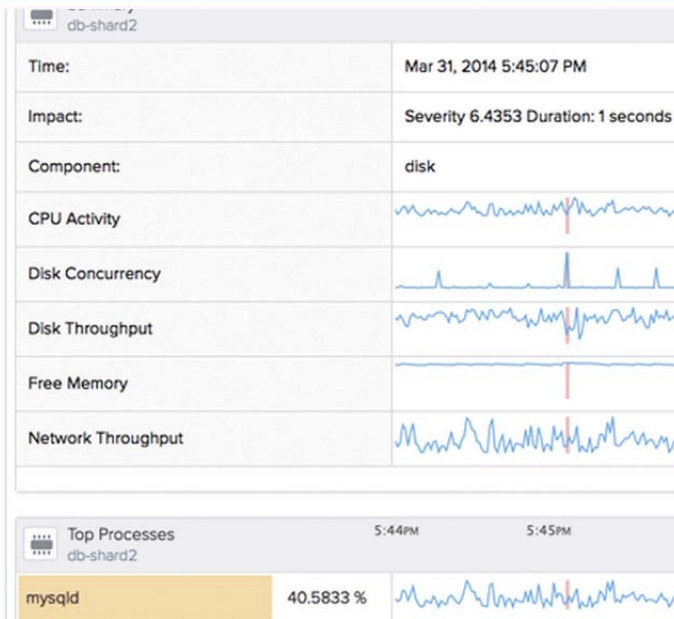 db-shard2
Time: Mar 31, 2014 5:45:07 PM
Impact: Severity 6.4353 Duration: 1 seconds
Component: disk
CPU Activity
Disk Concurrency
Disk Throughput
Free Memory
Network Throughput
Top Processes 5:44PM 5:45PM
db-shard2
mysqld 40.5833 %